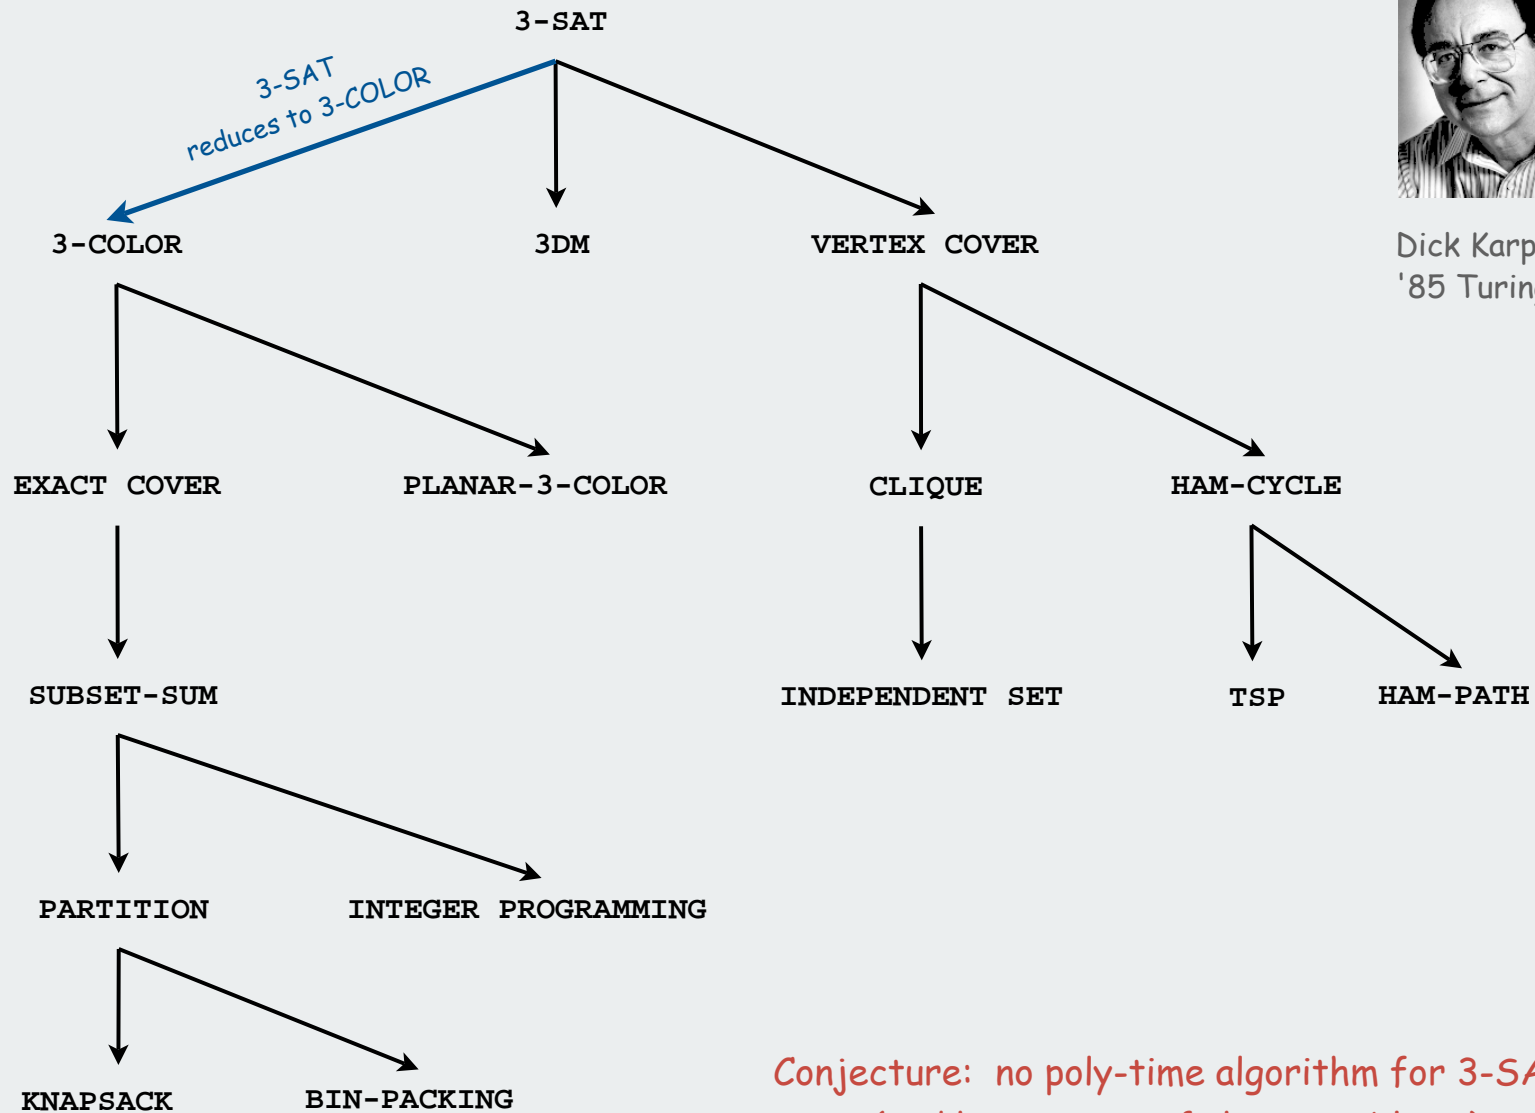 3-SAT
3-SAT
reduces to 3-COLOR
3-COLOR
3DM
VERTEX COVER
Dick Karp
'85 Turin
EXACT COVER
PLANAR-3-COLOR
CLIQUE
HAM-CYCLE
SUBSET-SUM
INDEPENDENT SET
TSP
HAM-PATH
PARTITION
INTEGER PROGRAMMING
Conjecture: no poly-time algorithm for 3-SA
KNAPSACK
BIN-PACKING